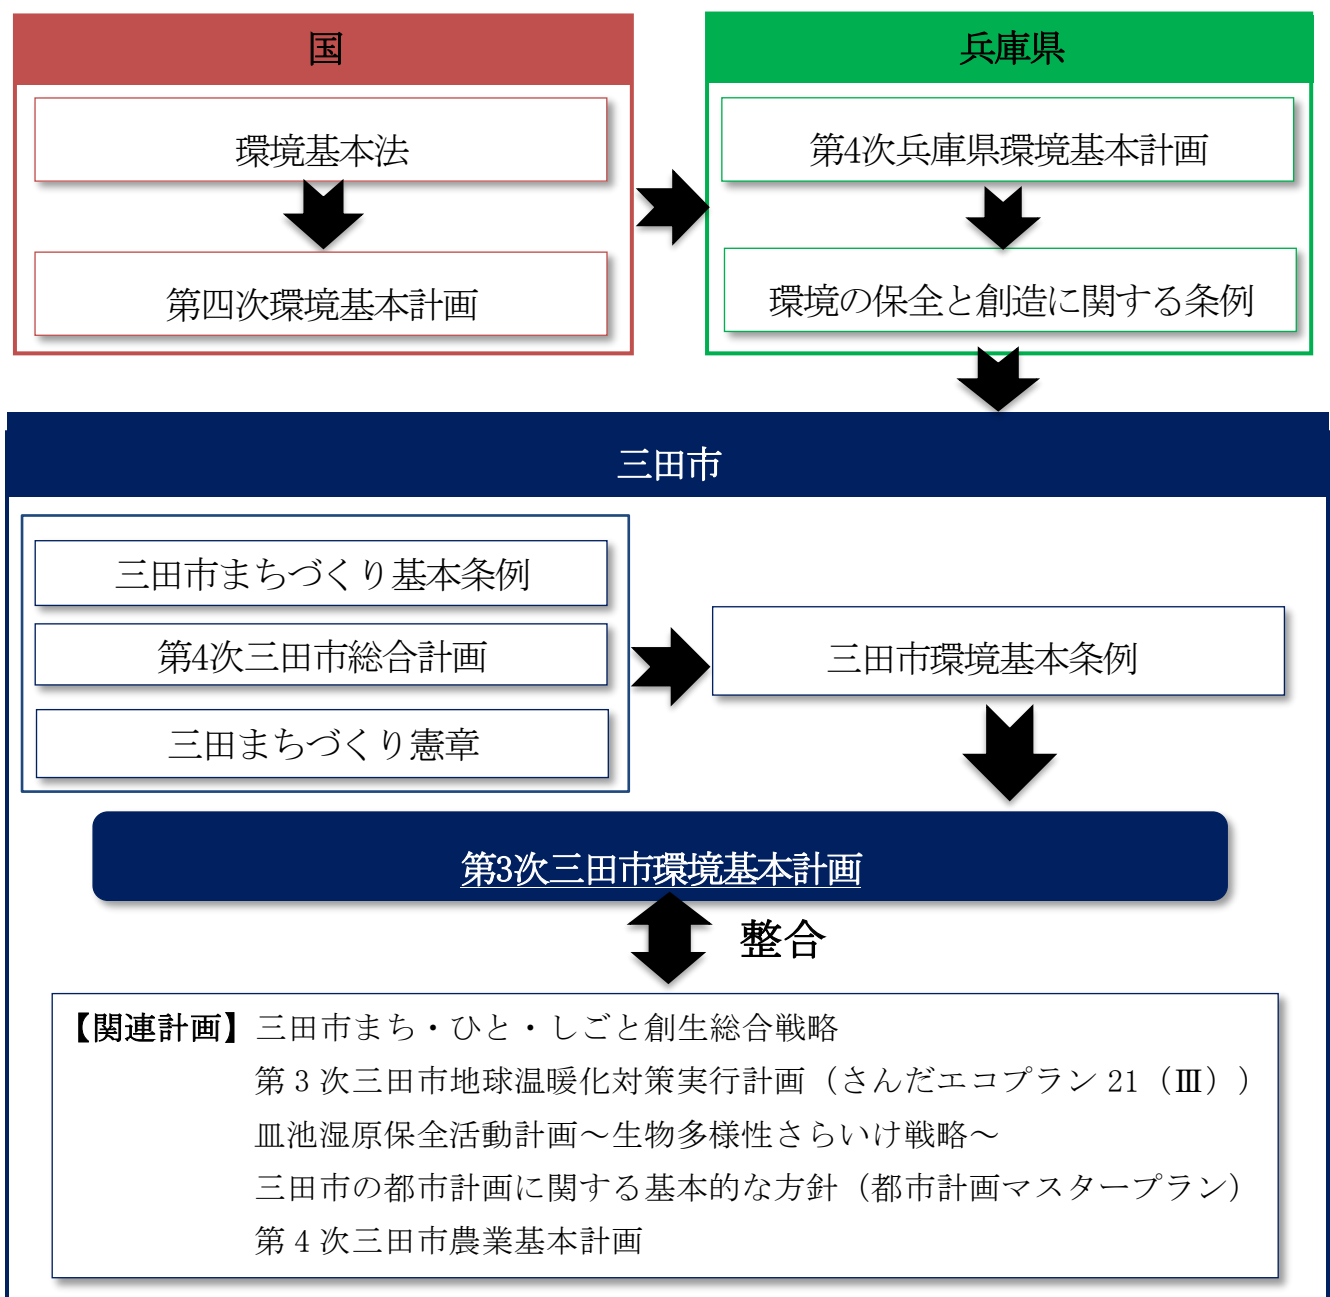 国
環境基本法
第四次環境基本計画
兵庫県
第4次兵庫県環境基本計画
環境の保全と創造に関する条例
三田市
三田市まちづくり基本条例
第4次三田市総合計画
三田まちづくり憲章
三田市環境基本条例
第3次三田市環境基本計画
整合
【関連計画】三田市まち・ひと・しごと創生総合戦略
第3次三田市地球温暖化対策実行計画（さんだエコプラン21（Ⅲ））
皿池湿原保全活動計画～生物多様性さらいけ戦略～
三田市の都市計画に関する基本的な方針（都市計画マスタープラン）
第4次三田市農業基本計画